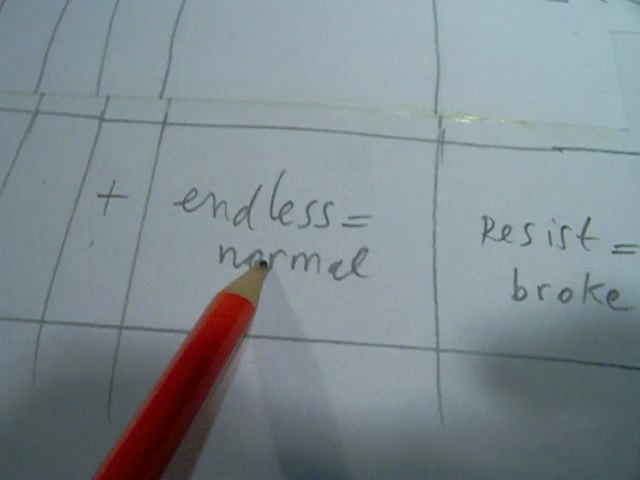 + endless =
normal
Resist =
broke